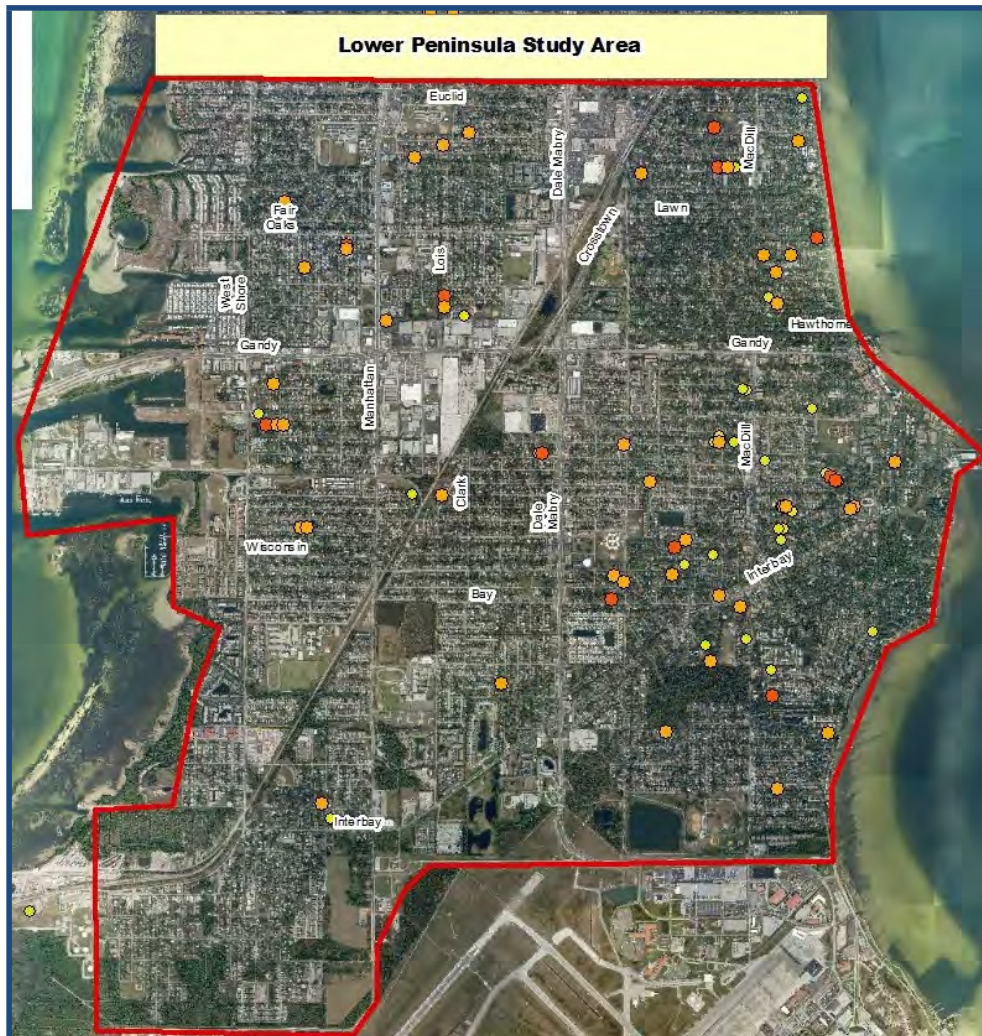 Lower Peninsula Study Area
Euclid
Dale Mabry
MacDill
Crosstown
Lawn
Fair
Oaks
Lois
West
Shore
Hawthorne
Gandy
Gandy
Manhattan
MacDill
Clark
Dale
Mabry
Wisconsin
Interbay
Bay
Interbay